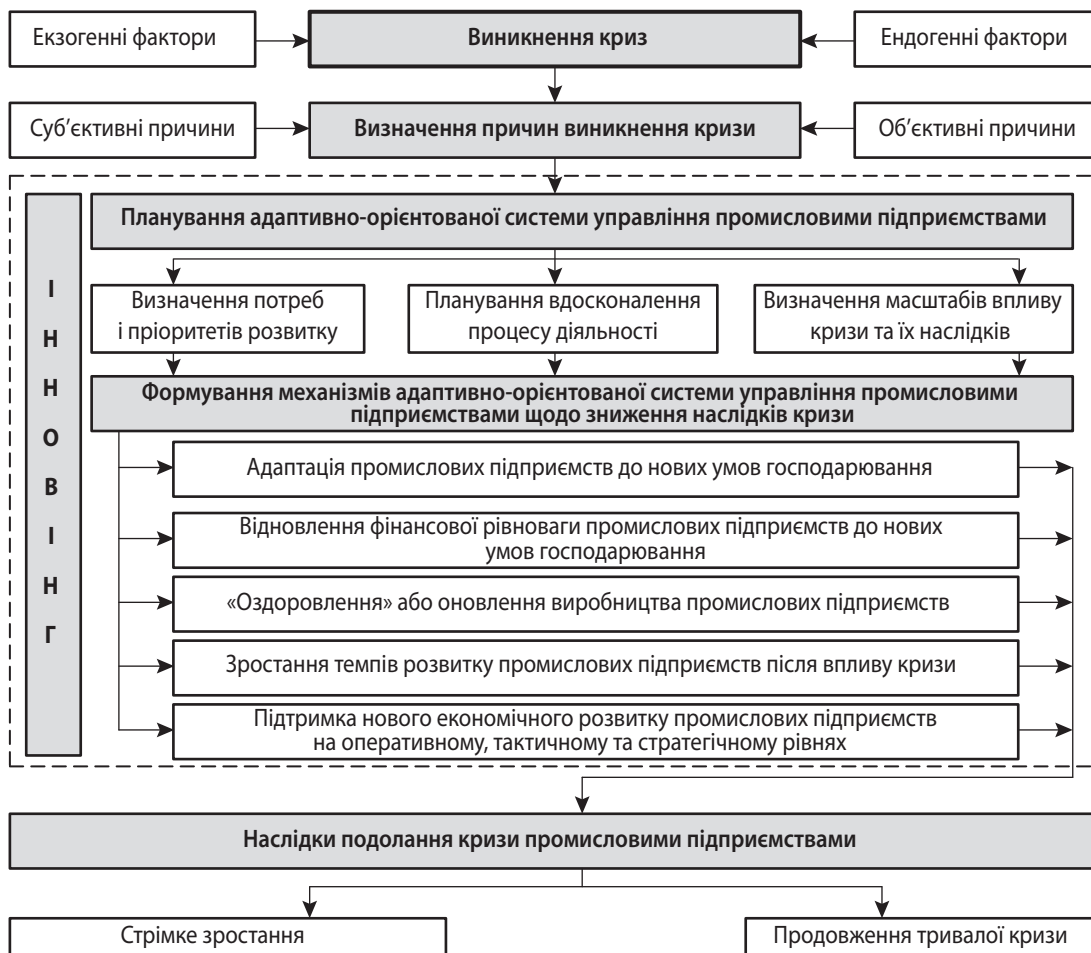 Екзогенні фактори
Виникнення криз
Ендогенні фактори
Суб’єктивні причини
Визначення причин виникнення кризи
Об’єктивні причини
ІННОВІНГ
Планування адаптивно-орієнтованої системи управління промисловими підприємствами
Визначення потреб
і пріоритетів розвитку
Планування вдосконалення
процесу діяльності
Визначення масштабів впливу
кризи та їх наслідків
Формування механізмів адаптивно-орієнтованої системи управління промисловими
підприємствами щодо зниження наслідків кризи
Адаптація промислових підприємств до нових умов господарювання
Відновлення фінансової рівноваги промислових підприємств до нових
умов господарювання
«Оздоровлення» або оновлення виробництва промислових підприємств
Зростання темпів розвитку промислових підприємств після впливу кризи
Підтримка нового економічного розвитку промислових підприємств
на оперативному, тактичному та стратегічному рівнях
Наслідки подолання кризи промисловими підприємствами
Стрімке зростання
Продовження тривалої кризи